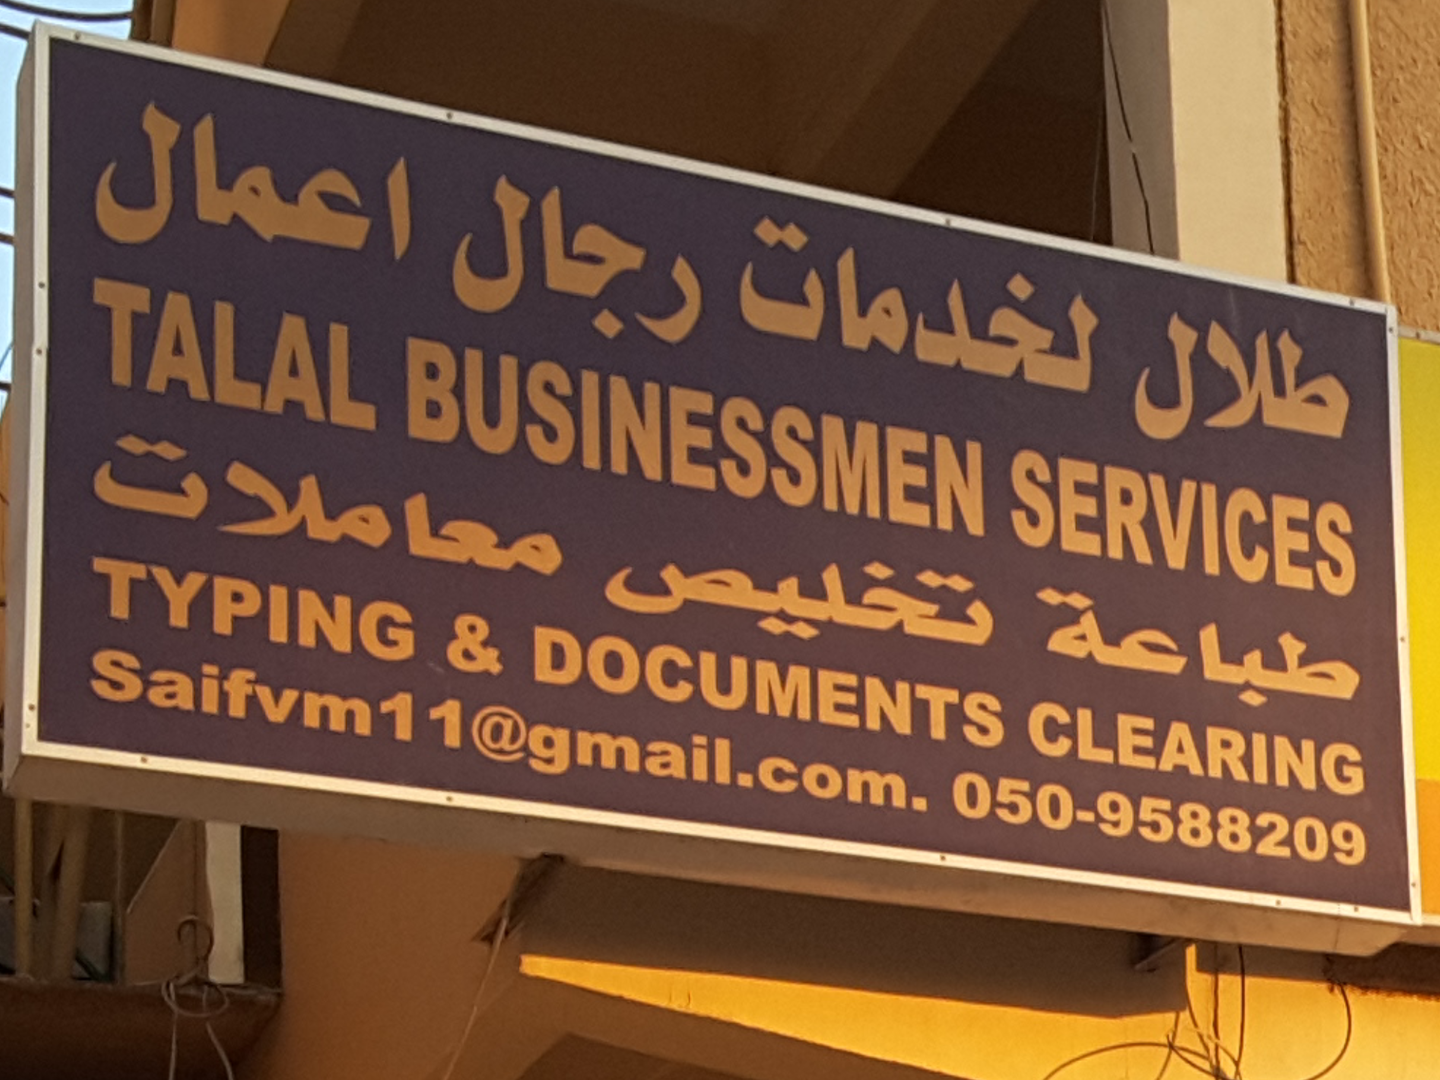 طلال لخدمات رجال اعمال
TALAL BUSINESSMEN SERVICES
طباعة تخليص معاملات
TYPING & DOCUMENTS CLEARING
Saifvm11@gmail.com. 050-9588209